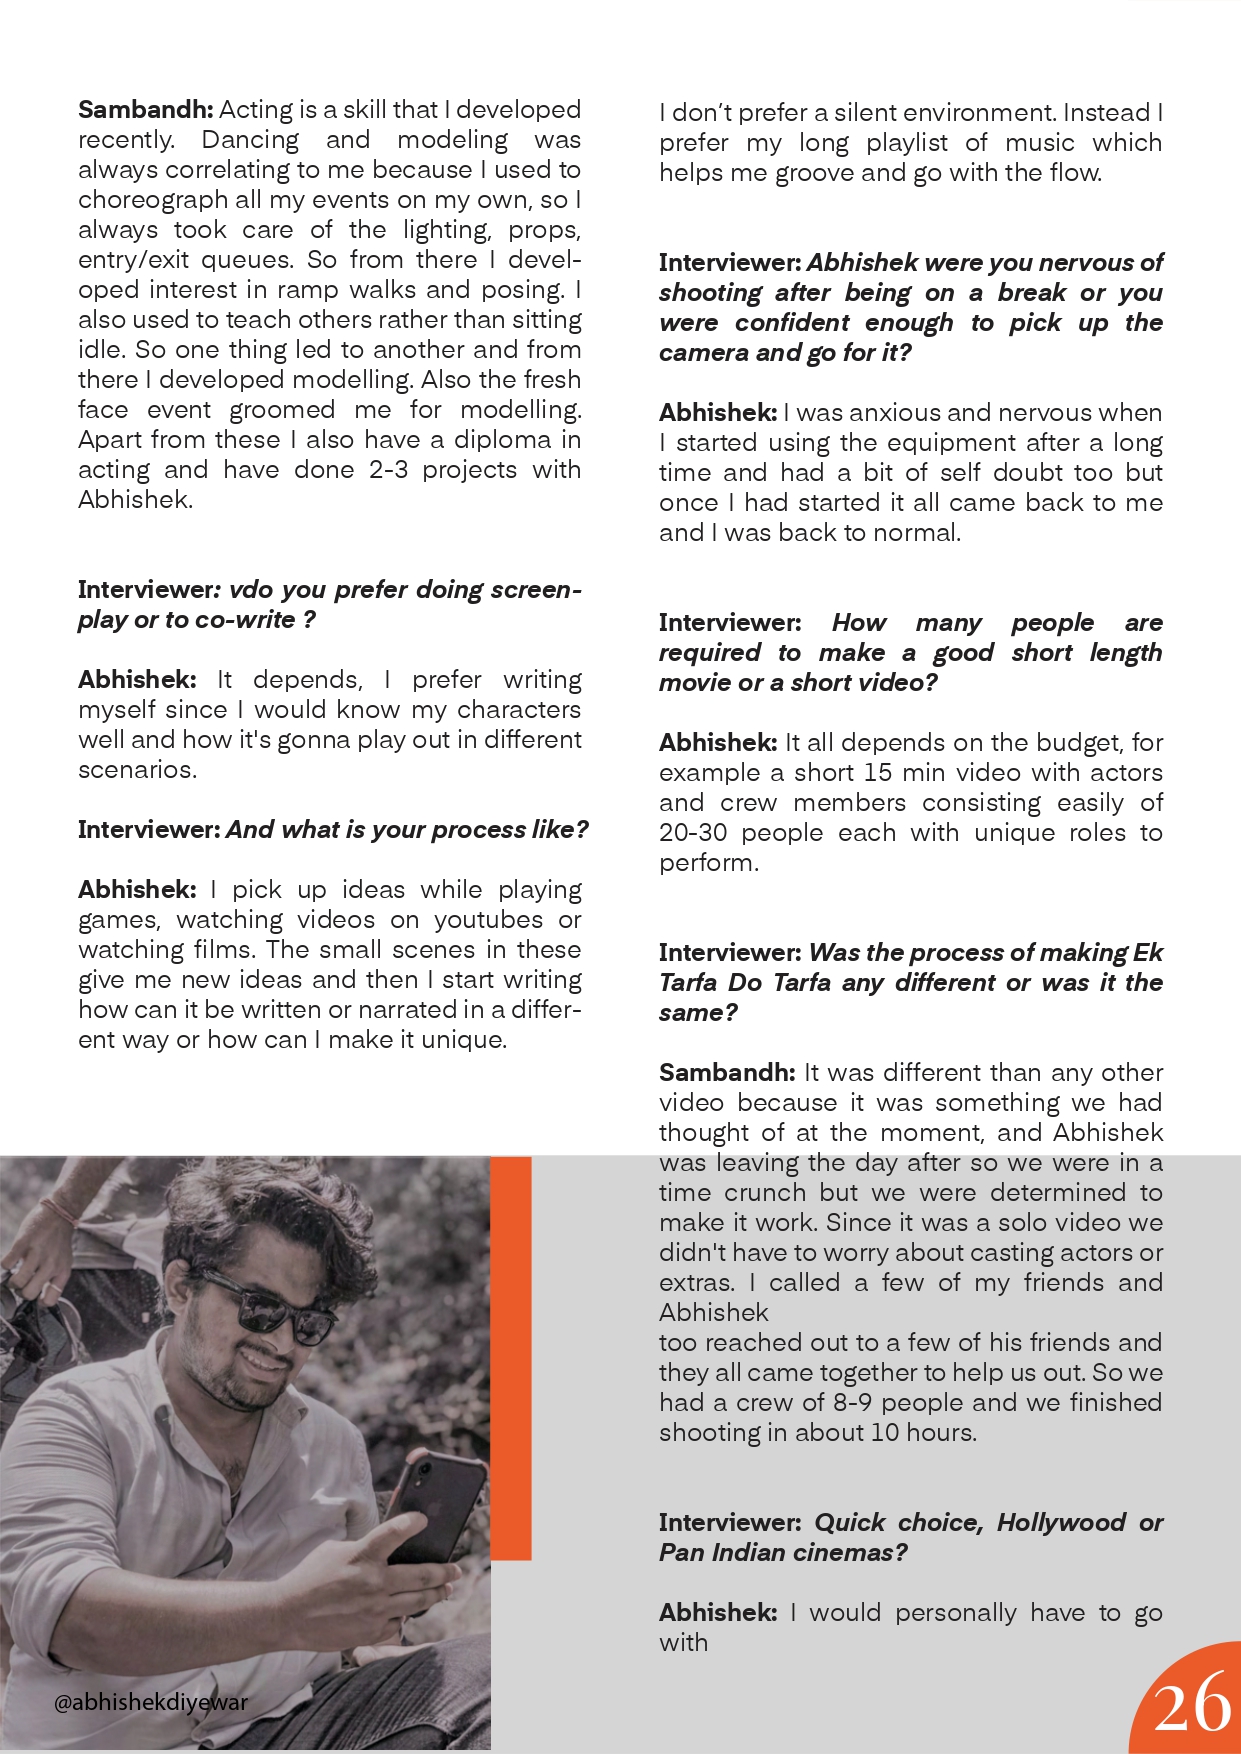 Sambandh: Acting is a skill that I developed
recently. Dancing and modeling was
always correlating to me because I used to
choreograph all my events on my own, so I
always took care of the lighting, props,
entry/exit queues. So from there I devel-
oped interest in ramp walks and posing. I
also used to teach others rather than sitting
idle. So one thing led to another and from
there I developed modelling. Also the fresh
face event groomed me for modelling.
Apart from these I also have a diploma in
acting and have done 2-3 projects with
Abhishek.
Interviewer: vdo you prefer doing screen-
play or to co-write ?
Abhishek: It depends, I prefer writing
myself since I would know my characters
well and how it's gonna play out in different
scenarios.
Interviewer: And what is your process like?
Abhishek: I pick up ideas while playing
games, watching videos on youtubes or
watching films. The small scenes in these
give me new ideas and then I start writing
how can it be written or narrated in a differ-
ent way or how can I make it unique.
I don’t prefer a silent environment. Instead I
prefer my long playlist of music which
helps me groove and go with the flow.
Interviewer: Abhishek were you nervous of
shooting after being on a break or you
were confident enough to pick up the
camera and go for it?
Abhishek: I was anxious and nervous when
I started using the equipment after a long
time and had a bit of self doubt too but
once I had started it all came back to me
and I was back to normal.
Interviewer: How many people are
required to make a good short length
movie or a short video?
Abhishek: It all depends on the budget, for
example a short 15 min video with actors
and crew members consisting easily of
20-30 people each with unique roles to
perform.
Interviewer: Was the process of making Ek
Tarfa Do Tarfa any different or was it the
same?
Sambandh: It was different than any other
video because it was something we had
thought of at the moment, and Abhishek
was leaving the day after so we were in a
time crunch but we were determined to
make it work. Since it was a solo video we
didn't have to worry about casting actors or
extras. I called a few of my friends and
Abhishek
too reached out to a few of his friends and
they all came together to help us out. So we
had a crew of 8-9 people and we finished
shooting in about 10 hours.
Interviewer: Quick choice, Hollywood or
Pan Indian cinemas?
Abhishek: I would personally have to go
with
@abhishekdiyewar
26